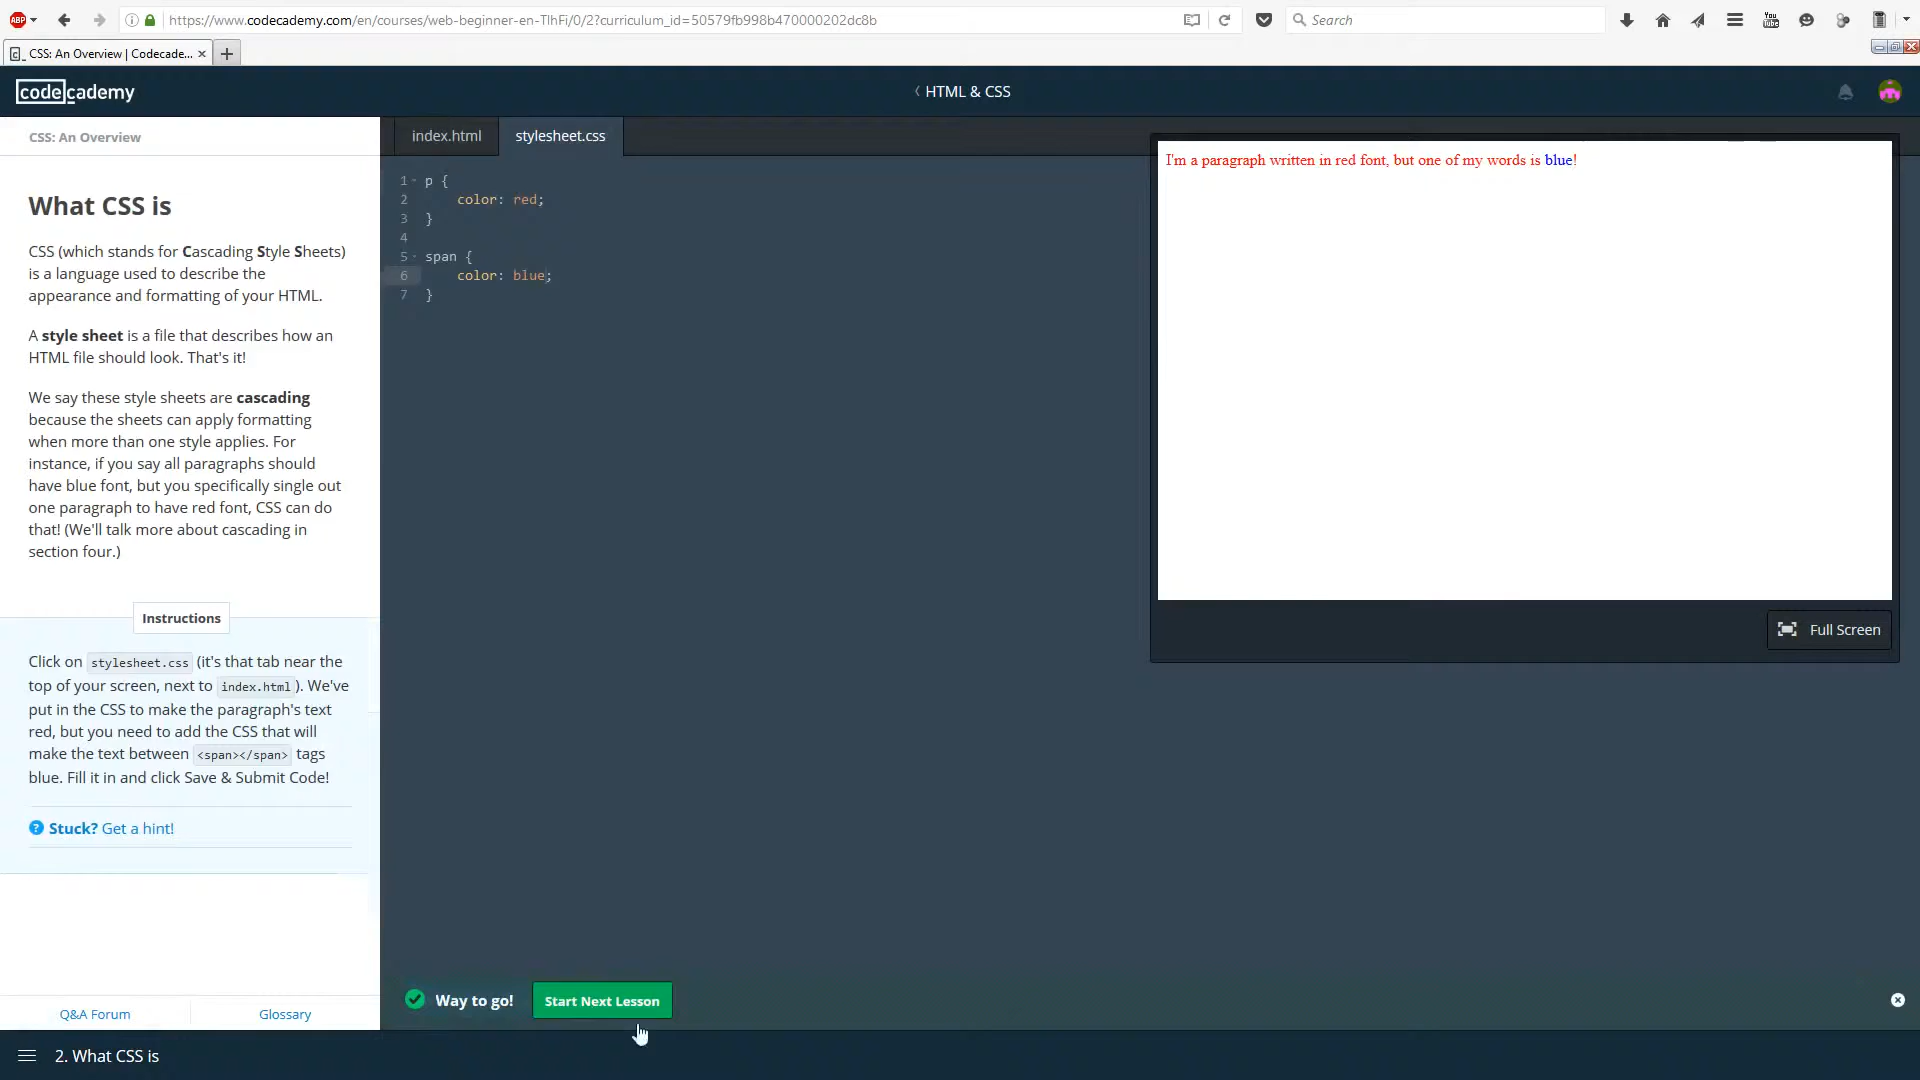 https://www.codecademy.com/en/courses/web-beginner-en-TlhFi/0/2?curriculum_id=50579fb998b470000202dc8b
Search
CSS: An Overview | Codecade...
codecademy
HTML & CSS
CSS: An Overview
index.html
stylesheet.css
What CSS is
CSS (which stands for Cascading Style Sheets)
is a language used to describe the
appearance and formatting of your HTML.
A style sheet is a file that describes how an
HTML file should look. That's it!
We say these style sheets are cascading
because the sheets can apply formatting
when more than one style applies. For
instance, if you say all paragraphs should
have blue font, but you specifically single out
one paragraph to have red font, CSS can do
that! (We'll talk more about cascading in
section four.)
Instructions
Click on stylesheet.css (it's that tab near the
top of your screen, next to index.html). We've
put in the CSS to make the paragraph's text
red, but you need to add the CSS that will
make the text between <span></span> tags
blue. Fill it in and click Save & Submit Code!
? Stuck? Get a hint!
Q&A Forum
Glossary
1 p {
2 color: red;
3 }
4
5 span {
6 color: blue;
7 }
I'm a paragraph written in red font, but one of my words is blue!
Full Screen
Way to go!
Start Next Lesson
2. What CSS is
ABP
You Tube